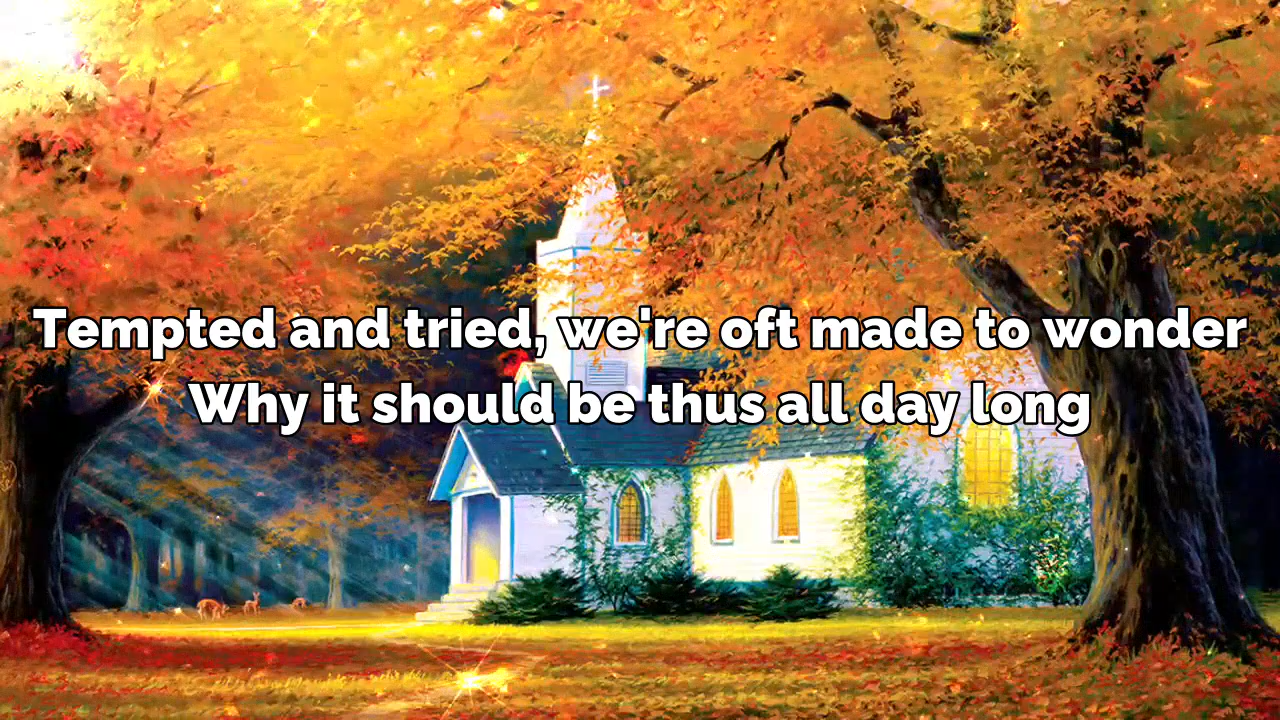 Tempted and tried, we're oft made to wonder
Why it should be thus all day long